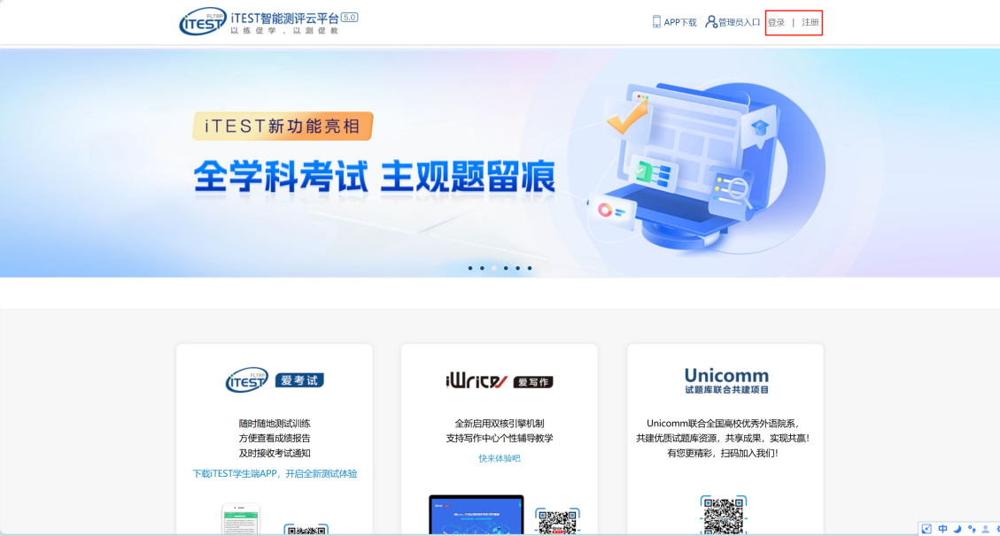 FLTRP
iTEST
iTEST智能测评云平台 5.0
以练促学，以测促教
APP下载
管理员入口
登录 | 注册
iTEST新功能亮相
全学科考试 主观题留痕
FLTRP
iTEST 爱考试
随时随地测试训练
方便查看成绩报告
及时接收考试通知
下载iTEST学生端APP，开启全新测试体验
iWrite 爱写作
全新启用双核引擎机制
支持写作中心个性辅导教学
快来体验吧
Unicomm
试题库联合共建项目
Unicomm联合全国高校优秀外语院系，
共建优质试题库资源，共享成果，实现共赢！
有您更精彩，扫码加入我们！
中